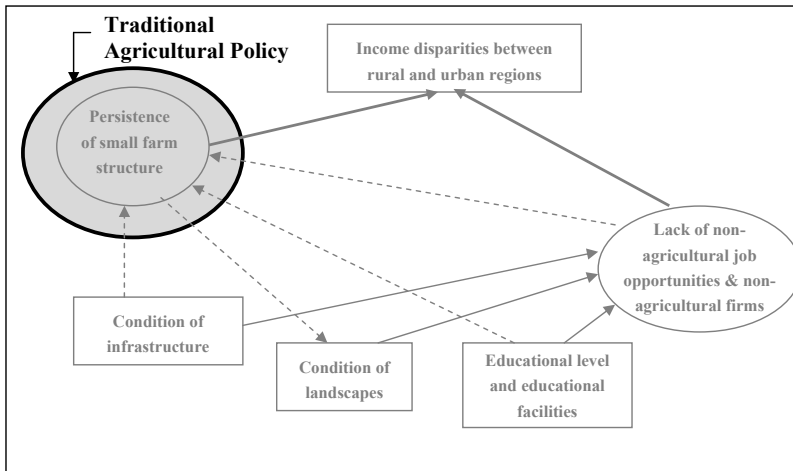 Traditional
Agricultural Policy
Income disparities between
rural and urban regions
Persistence
of small farm
structure
Lack of non-
agricultural job
opportunities & non-
agricultural firms
Condition of
infrastructure
Condition of
landscapes
Educational level
and educational
facilities